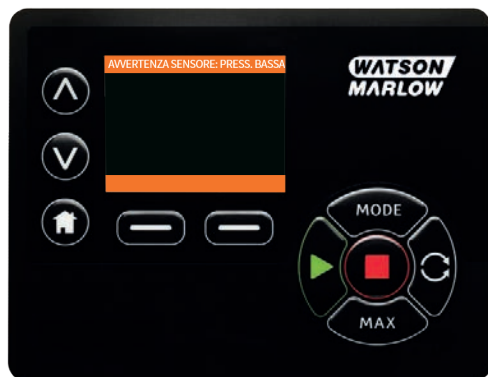 AVVERTENZA SENSORE: PRESS. BASSA
WATSON
MARLOW
MODE
MAX